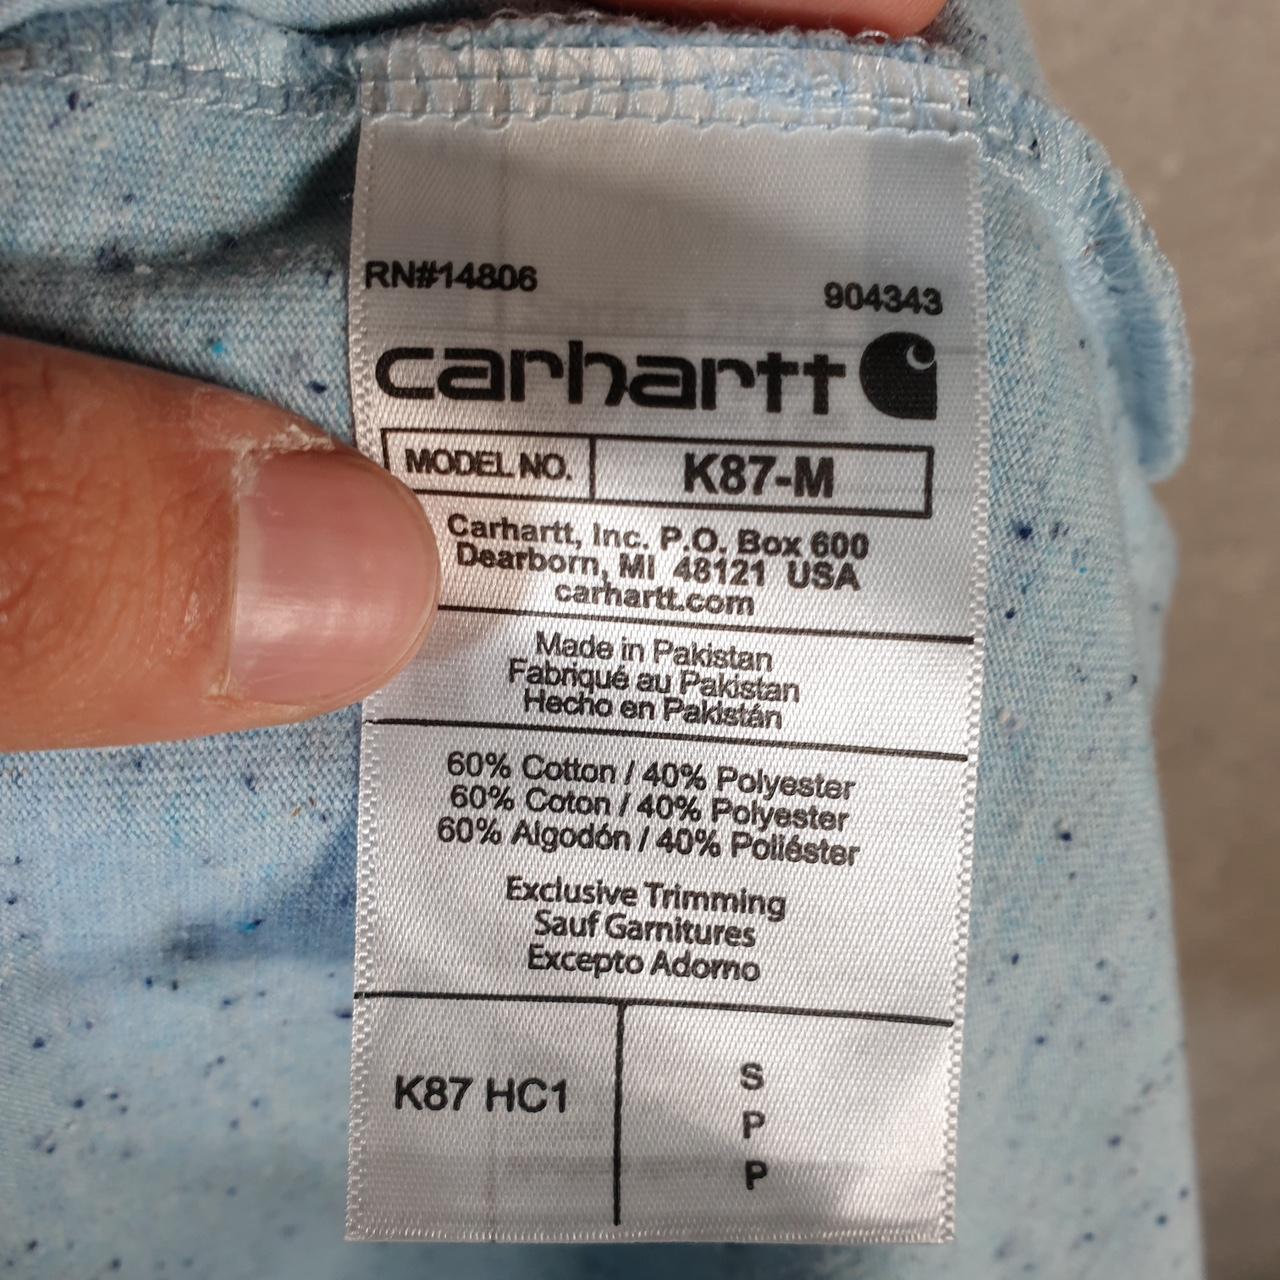 RN#14806
904343
carhartt
MODEL NO. K87-M
Carhartt, Inc. P.O. Box 600
Dearborn, MI 48121 USA
carhartt.com
Made in Pakistan
Fabriqué au Pakistan
Hecho en Pakistán
60% Cotton / 40% Polyester
60% Coton / 40% Polyester
60% Algodón / 40% Poliéster
Exclusive Trimming
Sauf Garnitures
Excepto Adorno
K87 HC1
S
P
P